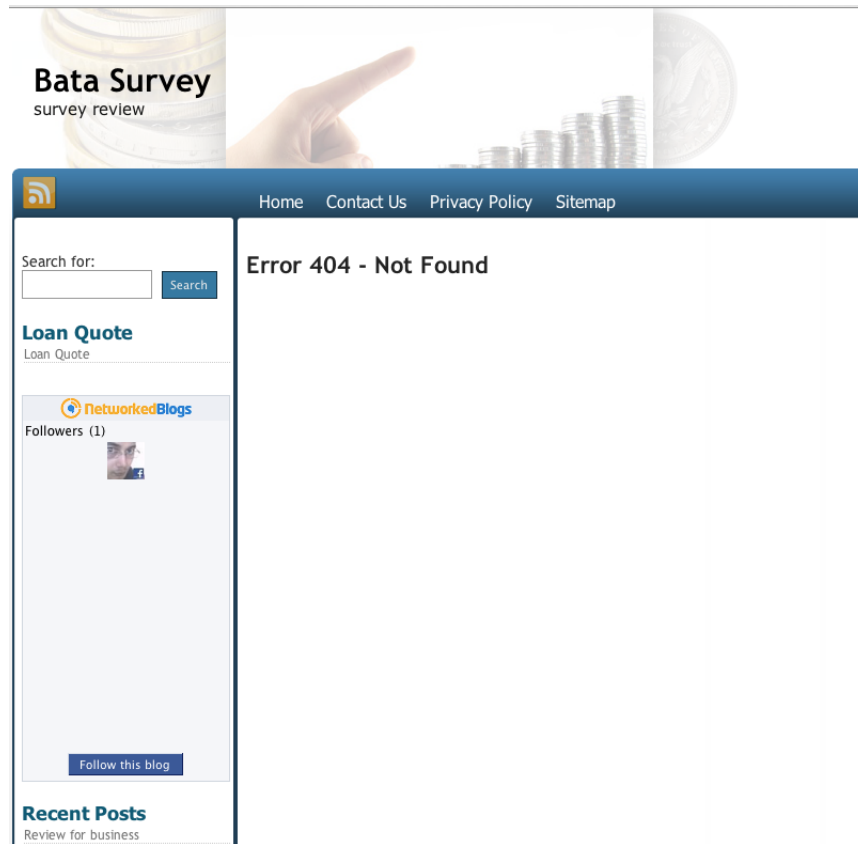 Bata Survey
survey review
Home Contact Us Privacy Policy Sitemap
Search for:
Search
Loan Quote
Loan Quote
NetworkedBlogs
Followers (1)
Follow this blog
Recent Posts
Review for business
Error 404 - Not Found